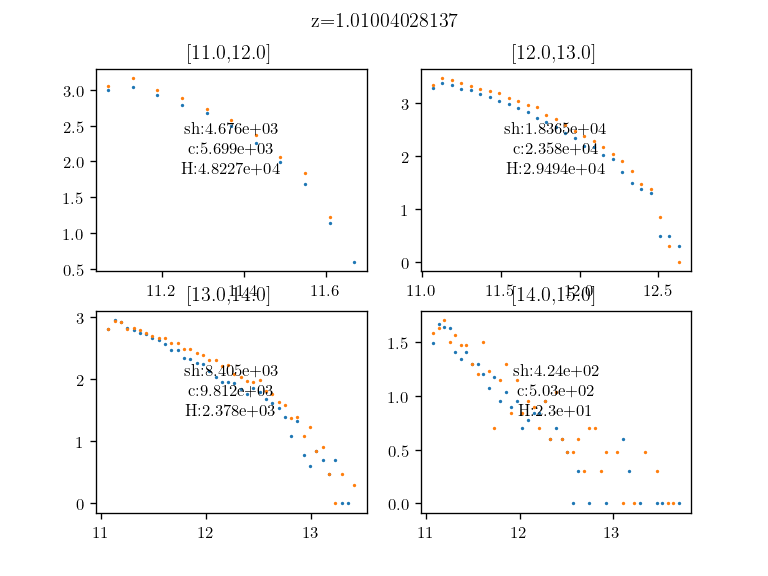 z=1.01004028137
[11.0,12.0]
3.0
2.5
2.0
1.5
1.0
0.5
sh:4.676e+03
c:5.699e+03
H:4.8227e+04
11.2
11.4
11.6
[12.0,13.0]
3
2
1
0
sh:1.8365e+04
c:2.358e+04
H:2.9494e+04
11.0
11.5
12.0
12.5
[13.0,14.0]
3
2
1
0
sh:8.405e+03
c:9.812e+03
H:2.378e+03
11
12
13
[14.0,15.0]
1.5
1.0
0.5
0.0
sh:4.24e+02
c:5.03e+02
H:2.3e+01
11
12
13